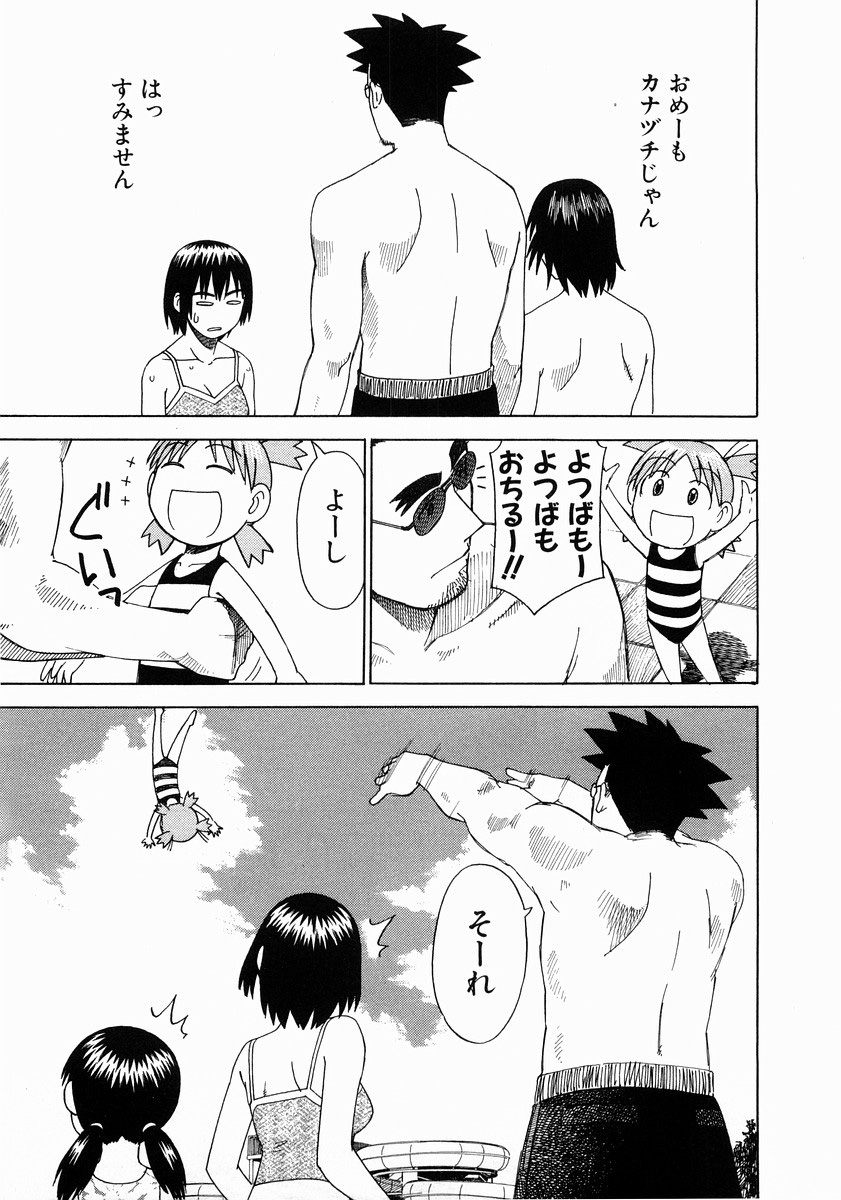 おめーも
カナヅチじゃん
はっ
すみません
よつばもー
よつばも
おちるー!!
よーし
ぐいっ
そーれ